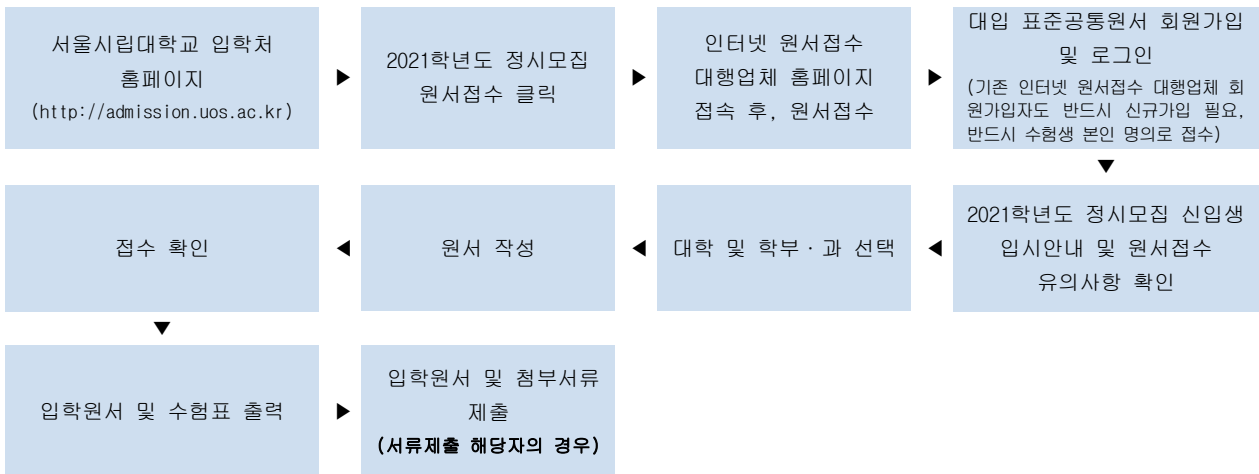 서울시립대학교 입학처
홈페이지
(http://admission.uos.ac.kr)
▶
2021학년도 정시모집
원서접수 클릭
▶
인터넷 원서접수
대행업체 홈페이지
접속 후, 원서접수
▶
대입 표준공통원서 회원가입
및 로그인
(기존 인터넷 원서접수 대행업체 회
원가입자도 반드시 신규가입 필요,
반드시 수험생 본인 명의로 접수)
▼
2021학년도 정시모집 신입생
입시안내 및 원서접수
유의사항 확인
◀
대학 및 학부·과 선택
◀
원서 작성
◀
접수 확인
▼
입학원서 및 수험표 출력
▶
입학원서 및 첨부서류
제출
(서류제출 해당자의 경우)